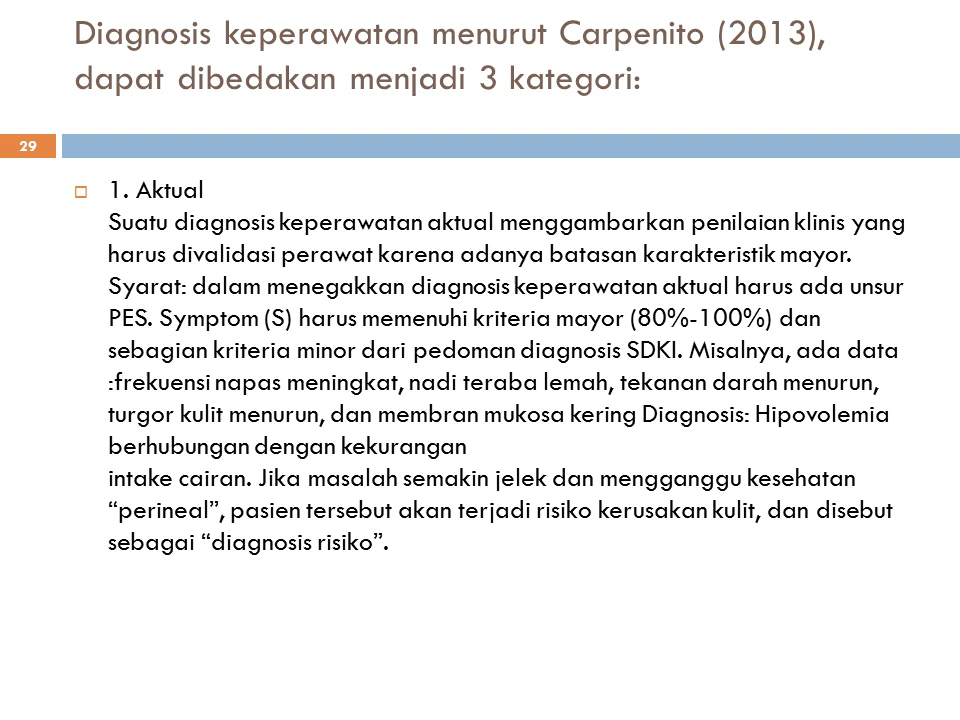 Diagnosis keperawatan menurut Carpenito (2013),
dapat dibedakan menjadi 3 kategori:
29
1. Aktual
Suatu diagnosis keperawatan aktual menggambarkan penilaian klinis yang
harus divalidasi perawat karena adanya batasan karakteristik mayor.
Syarat: dalam menegakkan diagnosis keperawatan aktual harus ada unsur
PES. Symptom (S) harus memenuhi kriteria mayor (80%-100%) dan
sebagian kriteria minor dari pedoman diagnosis SDKI. Misalnya, ada data
:frekuensi napas meningkat, nadi teraba lemah, tekanan darah menurun,
turgor kulit menurun, dan membran mukosa kering Diagnosis: Hipovolemia
berhubungan dengan kekurangan
intake cairan. Jika masalah semakin jelek dan mengganggu kesehatan
“perineal”, pasien tersebut akan terjadi risiko kerusakan kulit, dan disebut
sebagai “diagnosis risiko”.